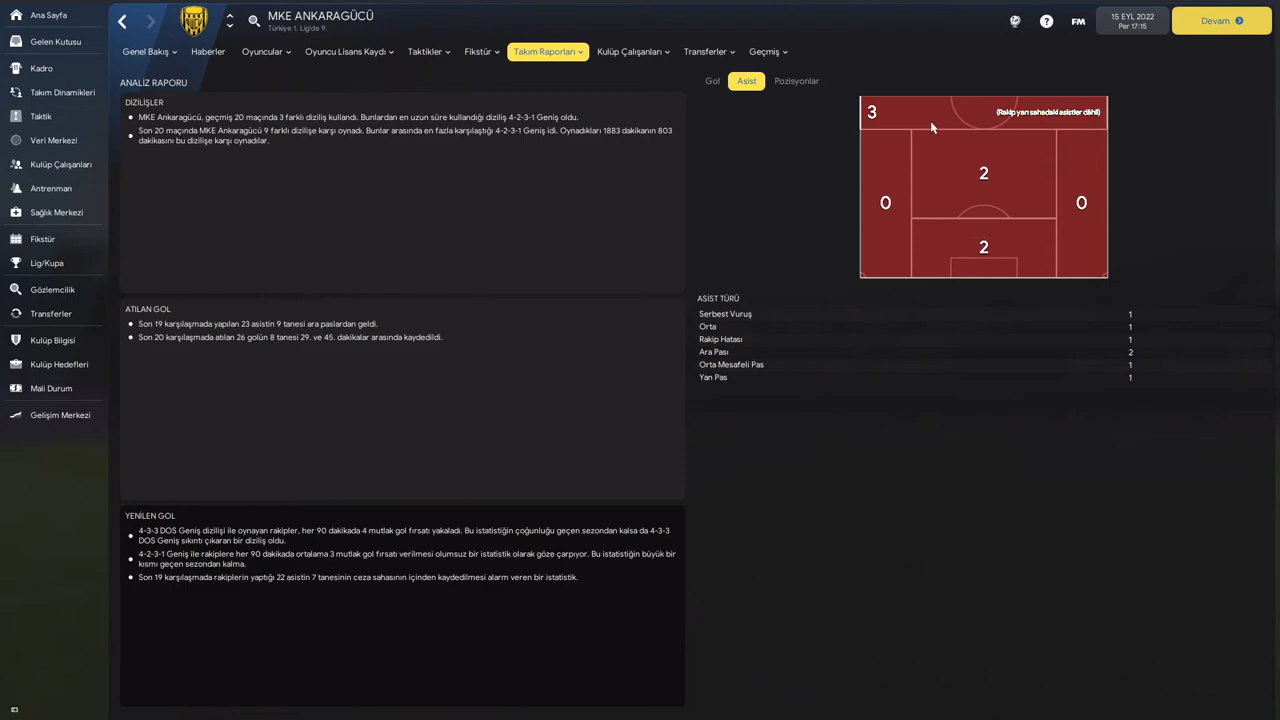 Ana Sayfa
Gelen Kutusu
Kadro
Takım Dinamikleri
Taktik
Veri Merkezi
Kulüp Çalışanları
Antrenman
Sağlık Merkezi
Fikstür
Lig/Kupa
Gözlemcilik
Transferler
Kulüp Bilgisi
Kulüp Hedefleri
Mali Durum
Gelişim Merkezi
MKE ANKARAGÜCÜ
Türkiye 1. Lig'de 9.
FM
15 EYL 2022
Per 17:15
Devam
Genel Bakış Haberler Oyuncular Oyuncu Lisans Kaydı Taktikler Fikstür Takım Raporları Kulüp Çalışanları Transferler Geçmiş
ANALİZ RAPORU
DİZİLİŞLER
MKE Ankaragücü, geçmiş 20 maçında 3 farklı diziliş kullandı. Bunlardan en uzun süre kullandığı diziliş 4-2-3-1 Geniş oldu.
Son 20 maçında MKE Ankaragücü 9 farklı dizilişe karşı oynadı. Bunlar arasında en fazla karşılaştığı 4-2-3-1 Geniş idi. Oynadıkları 1883 dakikanın 803
dakikasını bu dizilişe karşı oynadılar.
ATILAN GOL
Son 19 karşılaşmada yapılan 23 asistin 9 tanesi ara paslardan geldi.
Son 20 karşılaşmada atılan 26 golün 8 tanesi 29. ve 45. dakikalar arasında kaydedildi.
YENİLEN GOL
4-3-3 DOS Geniş dizilişi ile oynayan rakipler, her 90 dakikada 4 mutlak gol fırsatı yakaladı. Bu istatistiğin çoğunluğu geçen sezondan kalsa da 4-3-3
DOS Geniş sıkıntı çıkaran bir diziliş oldu.
4-2-3-1 Geniş ile rakiplere her 90 dakikada ortalama 3 mutlak gol fırsatı verilmesi olumsuz bir istatistik olarak göze çarpıyor. Bu istatistiğin büyük bir
kısmı geçen sezondan kalma.
Son 19 karşılaşmada rakiplerin yaptığı 22 asistin 7 tanesinin ceza sahasının içinden kaydedilmesi alarm veren bir istatistik.
Gol Asist Pozisyonlar
3 (Rakip yarı sahadaki asistler dâhil)
2
0 0
2
ASİST TÜRÜ
Serbest Vuruş 1
Orta 1
Rakip Hatası 1
Ara Pası 2
Orta Mesafeli Pas 1
Yan Pas 1